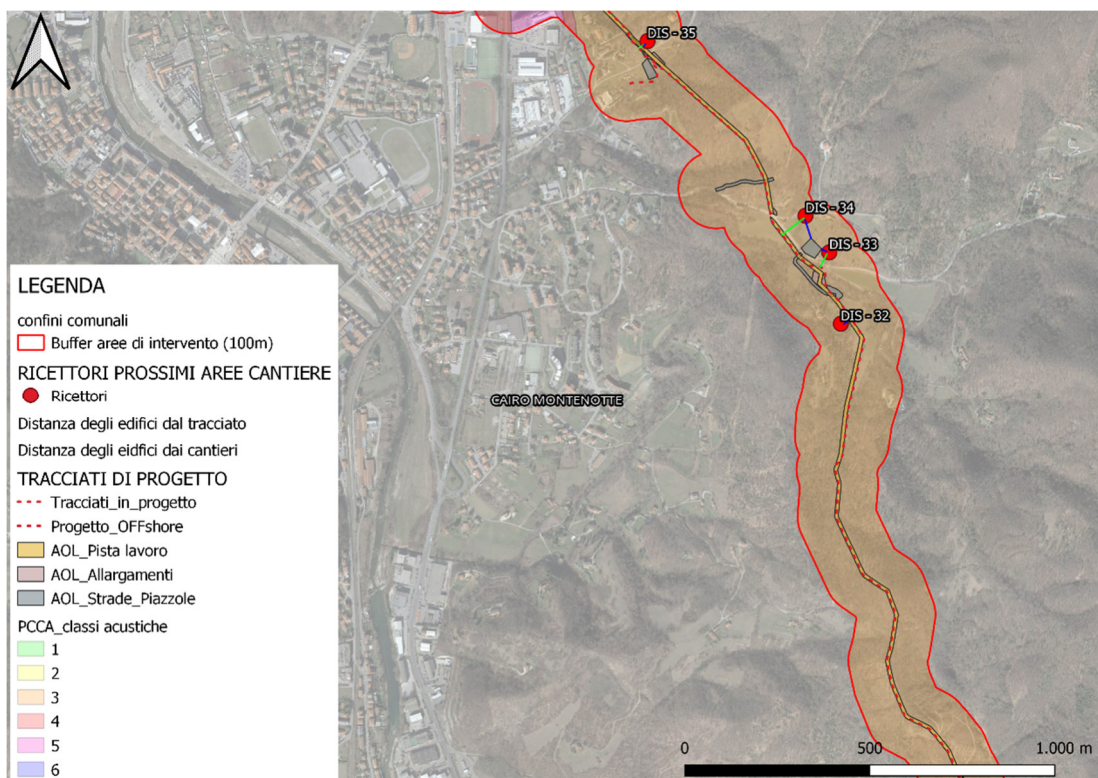 DIS - 35
DIS - 34
DIS - 33
DIS - 32
CAIRO MONTENOTTE
LEGENDA
confini comunali
Buffer aree di intervento (100m)
RICETTORI PROSSIMI AREE CANTIERE
Ricettori
Distanza degli edifici dal tracciato
Distanza degli eidfici dai cantieri
TRACCIATI DI PROGETTO
Tracciati_in_progetto
Progetto_OFFshore
AOL_Pista lavoro
AOL_Allargamenti
AOL_Strade_Piazzole
PCCA_classi acustiche
1
2
3
4
5
6
0 500 1.000 m